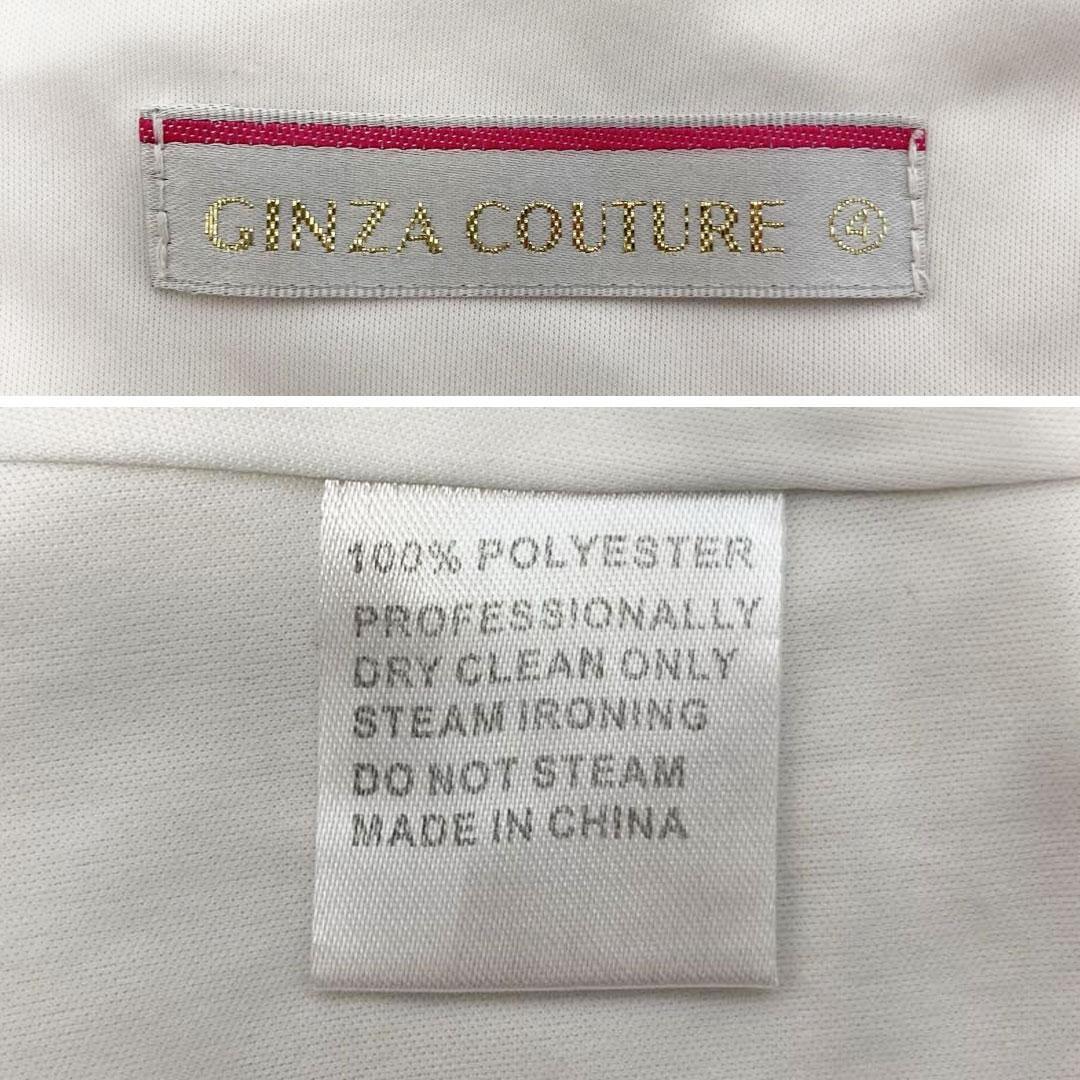 GINZA COUTURE 4
100% POLYESTER
PROFESSIONALLY
DRY CLEAN ONLY
STEAM IRONING
DO NOT STEAM
MADE IN CHINA